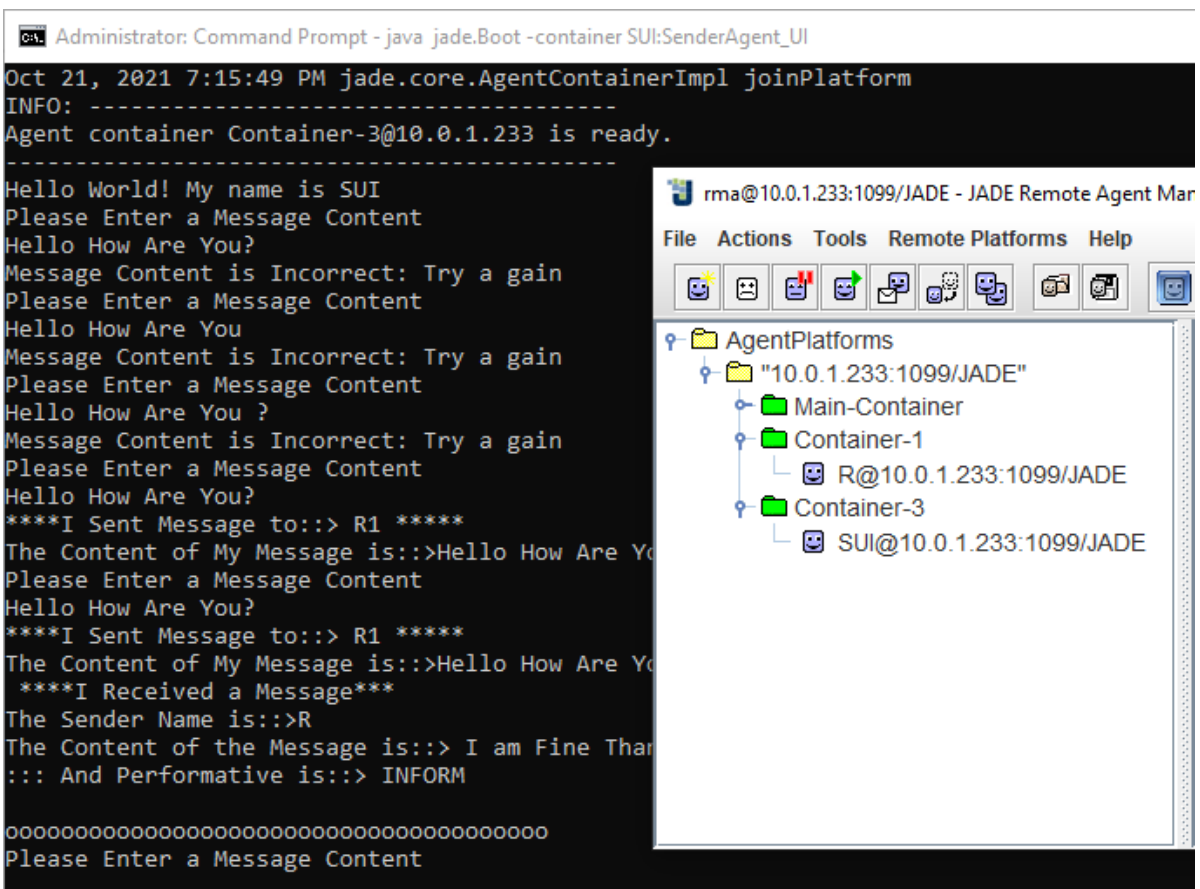 Administrator: Command Prompt - java  jade.Boot -container SUI:SenderAgent_UI
Oct 21, 2021 7:15:49 PM jade.core.AgentContainerImpl joinPlatform
INFO: --------------------------------------
Agent container Container-3@10.0.1.233 is ready.
--------------------------------------------
Hello World! My name is SUI
Please Enter a Message Content
Hello How Are You?
Message Content is Incorrect: Try a gain
Please Enter a Message Content
Hello How Are You
Message Content is Incorrect: Try a gain
Please Enter a Message Content
Hello How Are You ?
Message Content is Incorrect: Try a gain
Please Enter a Message Content
Hello How Are You?
****I Sent Message to::> R1 *****
The Content of My Message is::>Hello How Are Yo
Please Enter a Message Content
Hello How Are You?
****I Sent Message to::> R1 *****
The Content of My Message is::>Hello How Are Yo
****I Received a Message***
The Sender Name is::>R
The Content of the Message is::> I am Fine Than
::: And Performative is::> INFORM
ooooooooooooooooooooooooooooooooooooooo
Please Enter a Message Content
rma@10.0.1.233:1099/JADE - JADE Remote Agent Man
File Actions Tools Remote Platforms Help
AgentPlatforms
"10.0.1.233:1099/JADE"
Main-Container
Container-1
R@10.0.1.233:1099/JADE
Container-3
SUI@10.0.1.233:1099/JADE